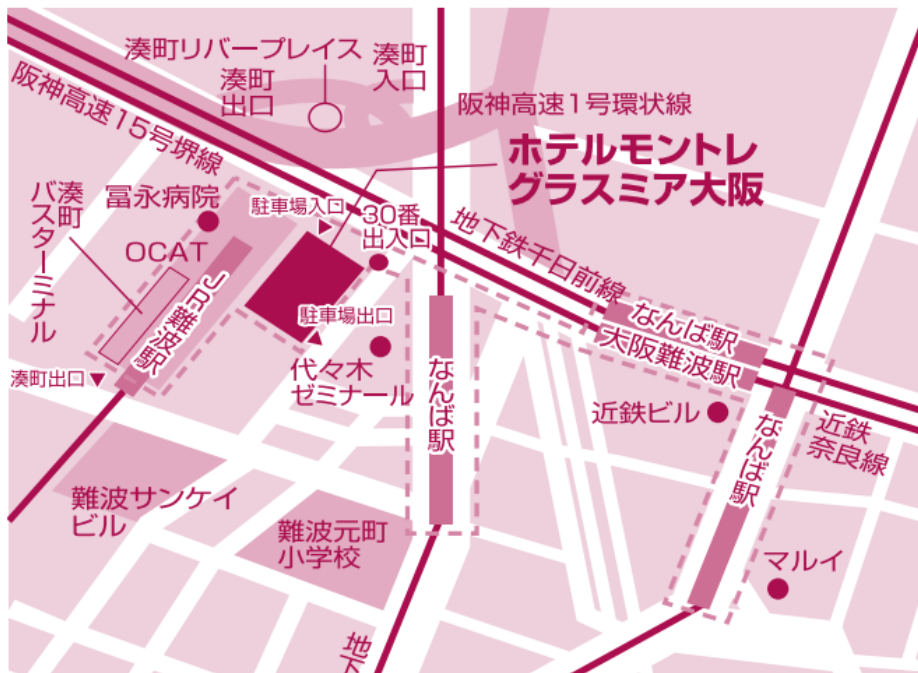 湊町リバープレイス
湊町
出口
湊町
入口
阪神高速1号環状線
阪神高速15号堺線
ホテルモントレ
グラスミア大阪
冨永病院
駐車場入口
30番
出入口
地下鉄千日前線
湊町
バスターミナル
OCAT
JR難波駅
駐車場出口
なんば駅
大阪難波駅
湊町出口
代々木
ゼミナール
なんば駅
近鉄ビル
なんば駅
近鉄
奈良線
難波サンケイ
ビル
難波元町
小学校
マルイ
地下